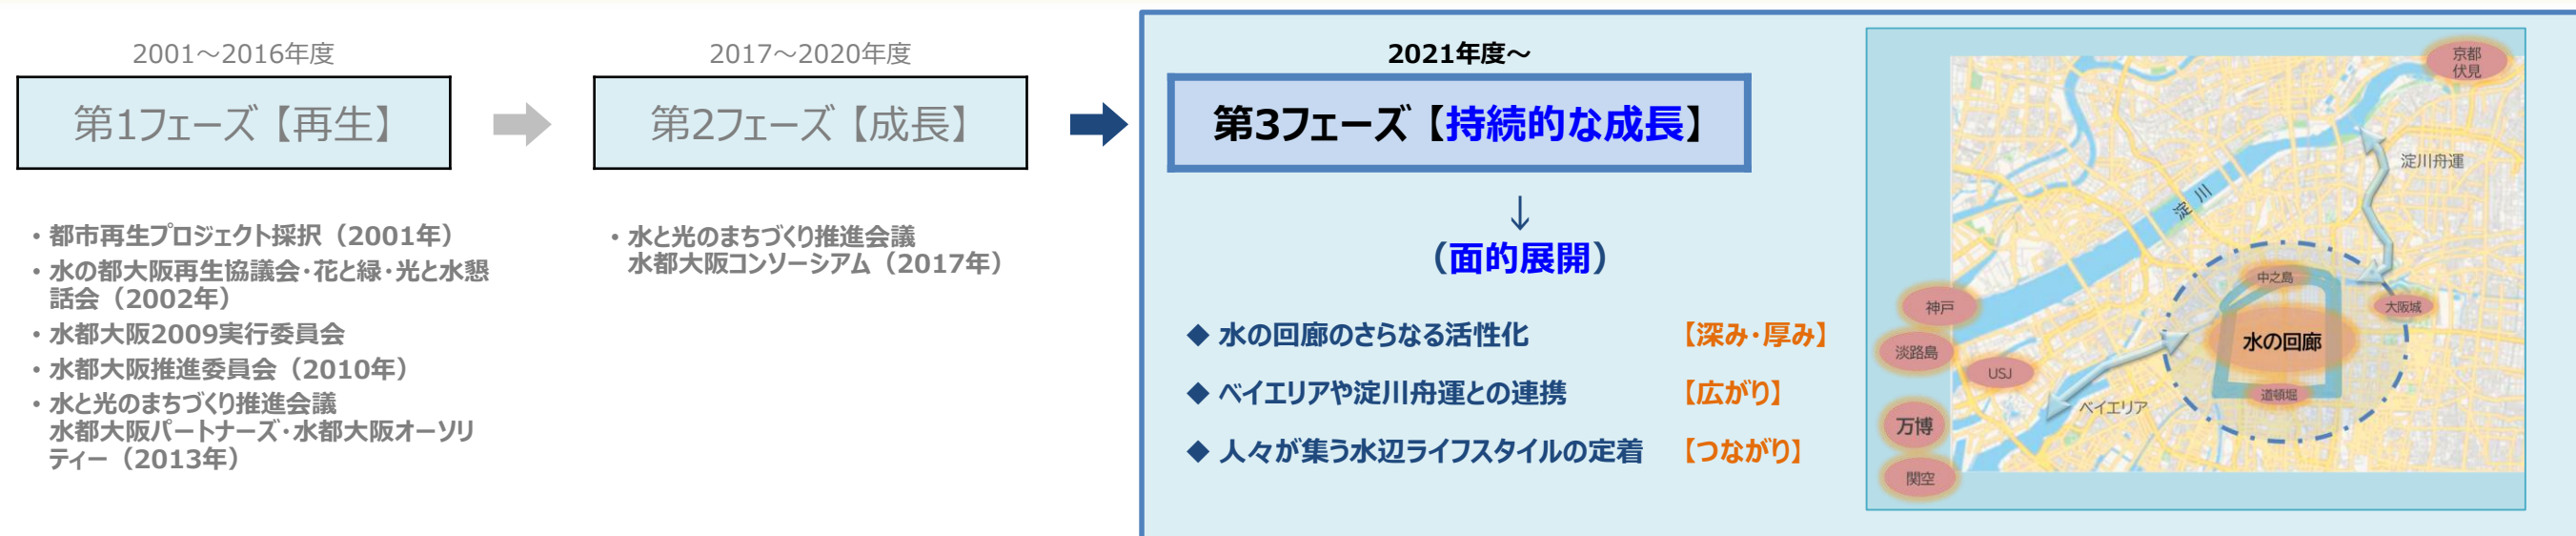 2001～2016年度
第1フェーズ【再生】
・都市再生プロジェクト採択（2001年）
・水の都大阪再生協議会・花と緑・光と水懇
話会（2002年）
・水都大阪2009実行委員会
・水都大阪推進委員会（2010年）
・水と光のまちづくり推進会議
水都大阪パートナーズ・水都大阪オーソリ
ティー（2013年）
2017～2020年度
第2フェーズ【成長】
・水と光のまちづくり推進会議
水都大阪コンソーシアム（2017年）
2021年度～
第3フェーズ【持続的な成長】
↓
（面的展開）
◆ 水の回廊のさらなる活性化 【深み・厚み】
◆ ベイエリアや淀川舟運との連携 【広がり】
◆ 人々が集う水辺ライフスタイルの定着 【つながり】
京都
伏見
淀川舟運
淀川
中之島
大阪城
神戸
水の回廊
淡路島
USJ
道頓堀
ベイエリア
万博
関空